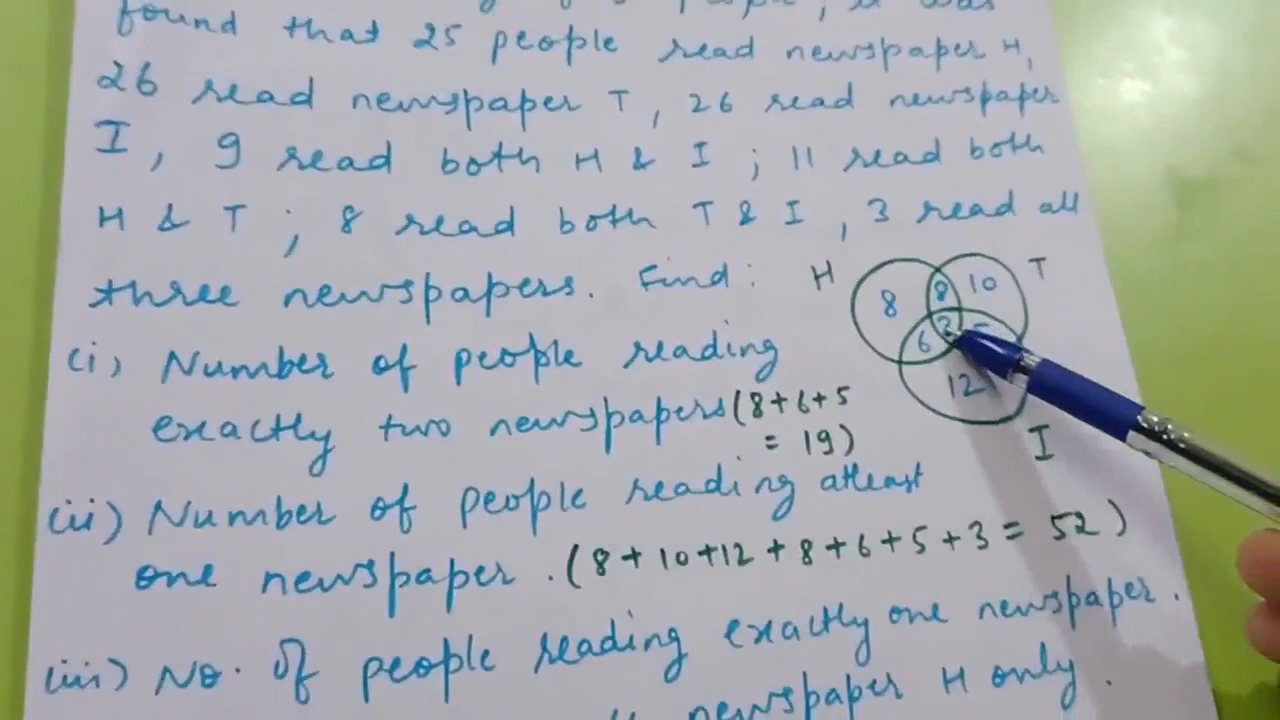 found that 25 people read newspaper H,
26 read newspaper T, 26 read newspaper
I, 9 read both H & I ; 11 read both
H & T ; 8 read both T & I, 3 read all
three newspapers. Find :
H
8
8
10
T
6
3
5
12
I
(i) Number of people reading
exactly two newspapers (8+6+5
= 19)
(ii) Number of people reading atleast
one newspaper. (8+10+12+8+6+5+3 = 52)
(iii) No. of people reading exactly one newspaper.
newspaper H only.